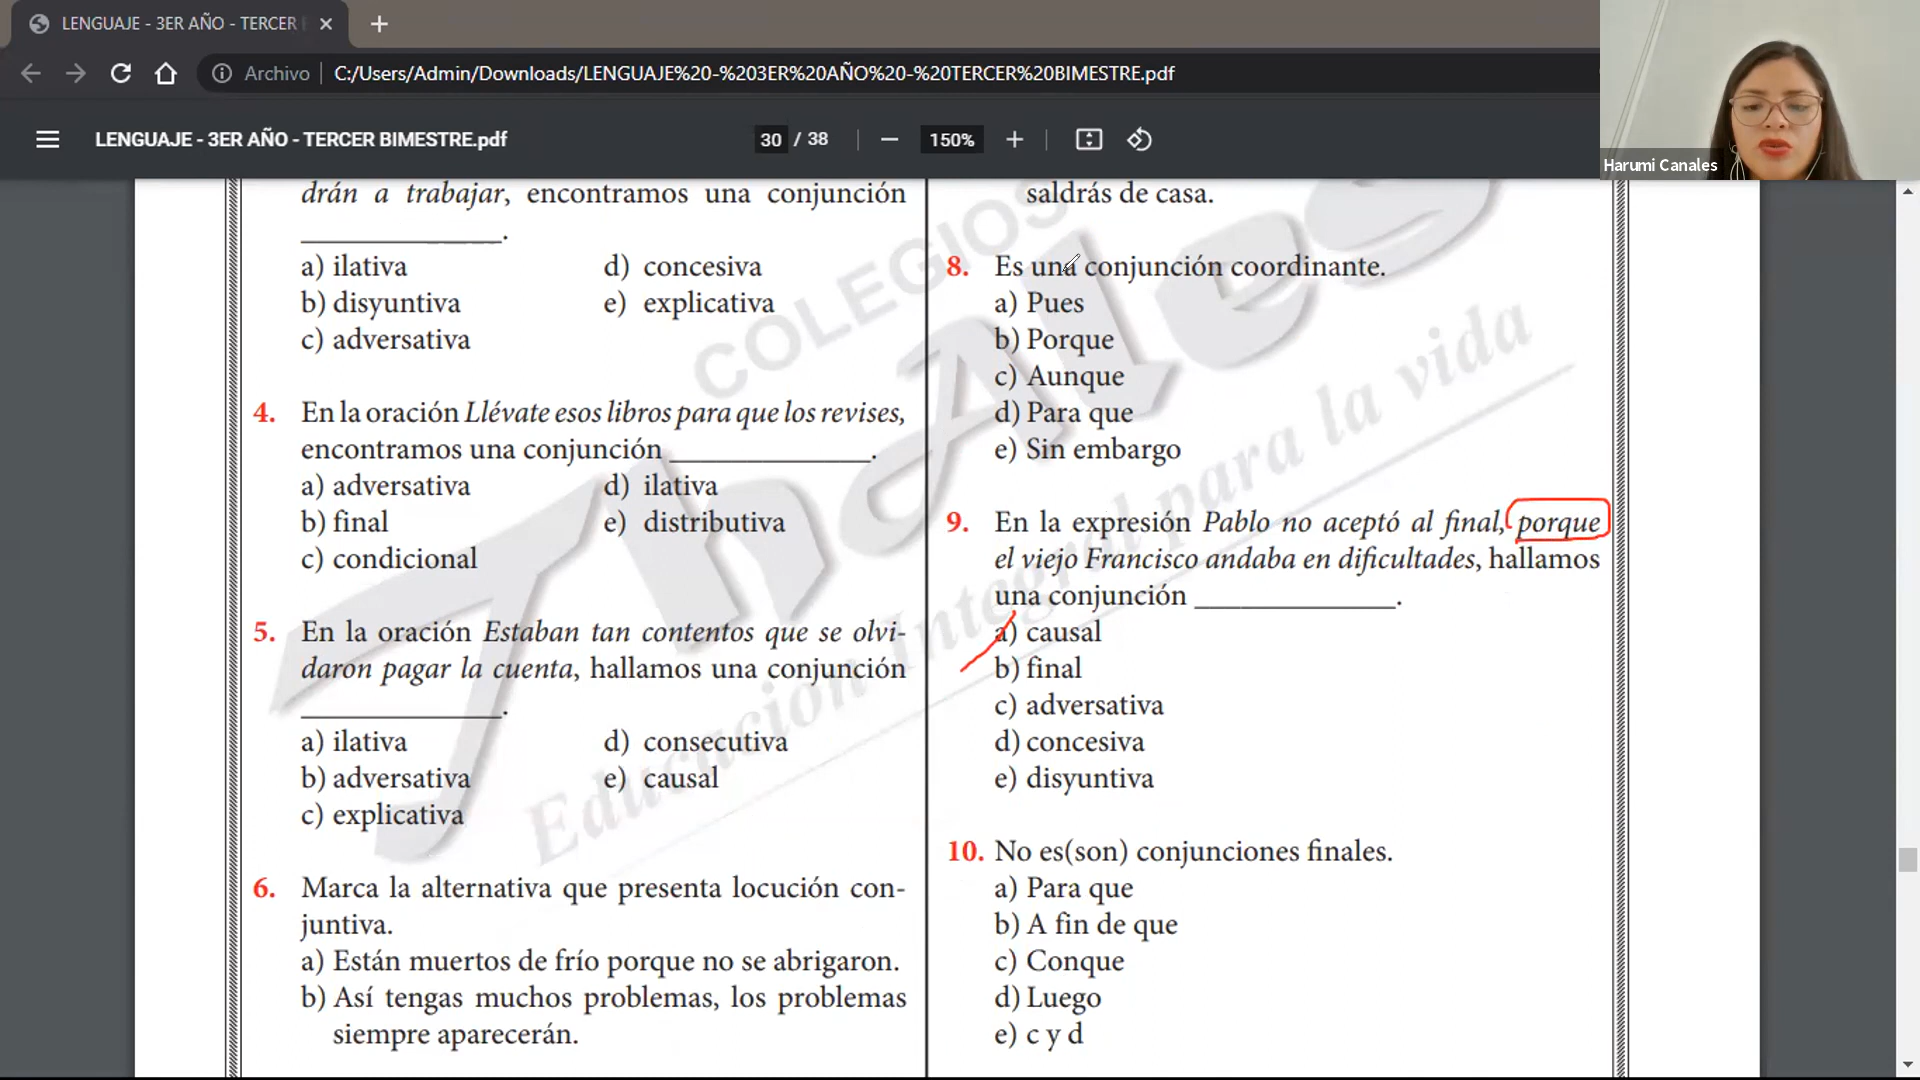 LENGUAJE - 3ER AÑO - TERCER
Archivo
C:/Users/Admin/Downloads/LENGUAJE%20-%203ER%20AÑO%20-%20TERCER%20BIMESTRE.pdf
LENGUAJE - 3ER AÑO - TERCER BIMESTRE.pdf
30 / 38
150%
Harumi Canales
drán a trabajar, encontramos una conjunción
_______________.
a) ilativa
b) disyuntiva
c) adversativa
d) concesiva
e) explicativa
4. En la oración Llévate esos libros para que los revises,
encontramos una conjunción _______________.
a) adversativa
b) final
c) condicional
d) ilativa
e) distributiva
5. En la oración Estaban tan contentos que se olvi-
daron pagar la cuenta, hallamos una conjunción
_______________.
a) ilativa
b) adversativa
c) explicativa
d) consecutiva
e) causal
6. Marca la alternativa que presenta locución con-
juntiva.
a) Están muertos de frío porque no se abrigaron.
b) Así tengas muchos problemas, los problemas
siempre aparecerán.
saldrás de casa.
8. Es una conjunción coordinante.
a) Pues
b) Porque
c) Aunque
d) Para que
e) Sin embargo
9. En la expresión Pablo no aceptó al final, porque
el viejo Francisco andaba en dificultades, hallamos
una conjunción _______________.
a) causal
b) final
c) adversativa
d) concesiva
e) disyuntiva
10. No es(son) conjunciones finales.
a) Para que
b) A fin de que
c) Conque
d) Luego
e) c y d
COLEGIOS
Thales
Educación integral para la vida